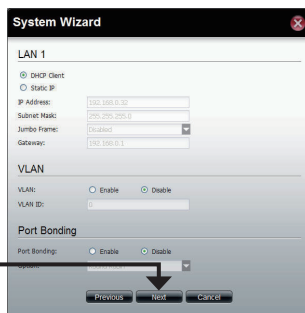 System Wizard
LAN 1
DHCP Client
Static IP
IP Address: 192.168.0.32
Subnet Mask: 255.255.255.0
Jumbo Frame: Disabled
Gateway: 192.168.0.1
VLAN
VLAN: Enable Disable
VLAN ID: 0
Port Bonding
Port Bonding: Enable Disable
Previous Next Cancel